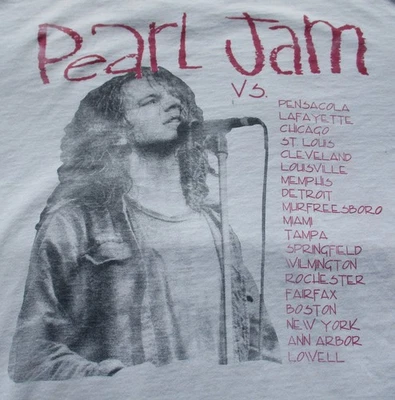 PEARL JAM
VS.
PENSACOLA
LAFAYETTE
CHICAGO
ST LOUIS
CLEVELAND
LOUISVILLE
MEMPHIS
DETROIT
MURFREESBORO
MIAMI
TAMPA
SPRINGFIELD
WILMINGTON
ROCHESTER
FAIRFAX
BOSTON
NEW YORK
ANN ARBOR
LOWELL